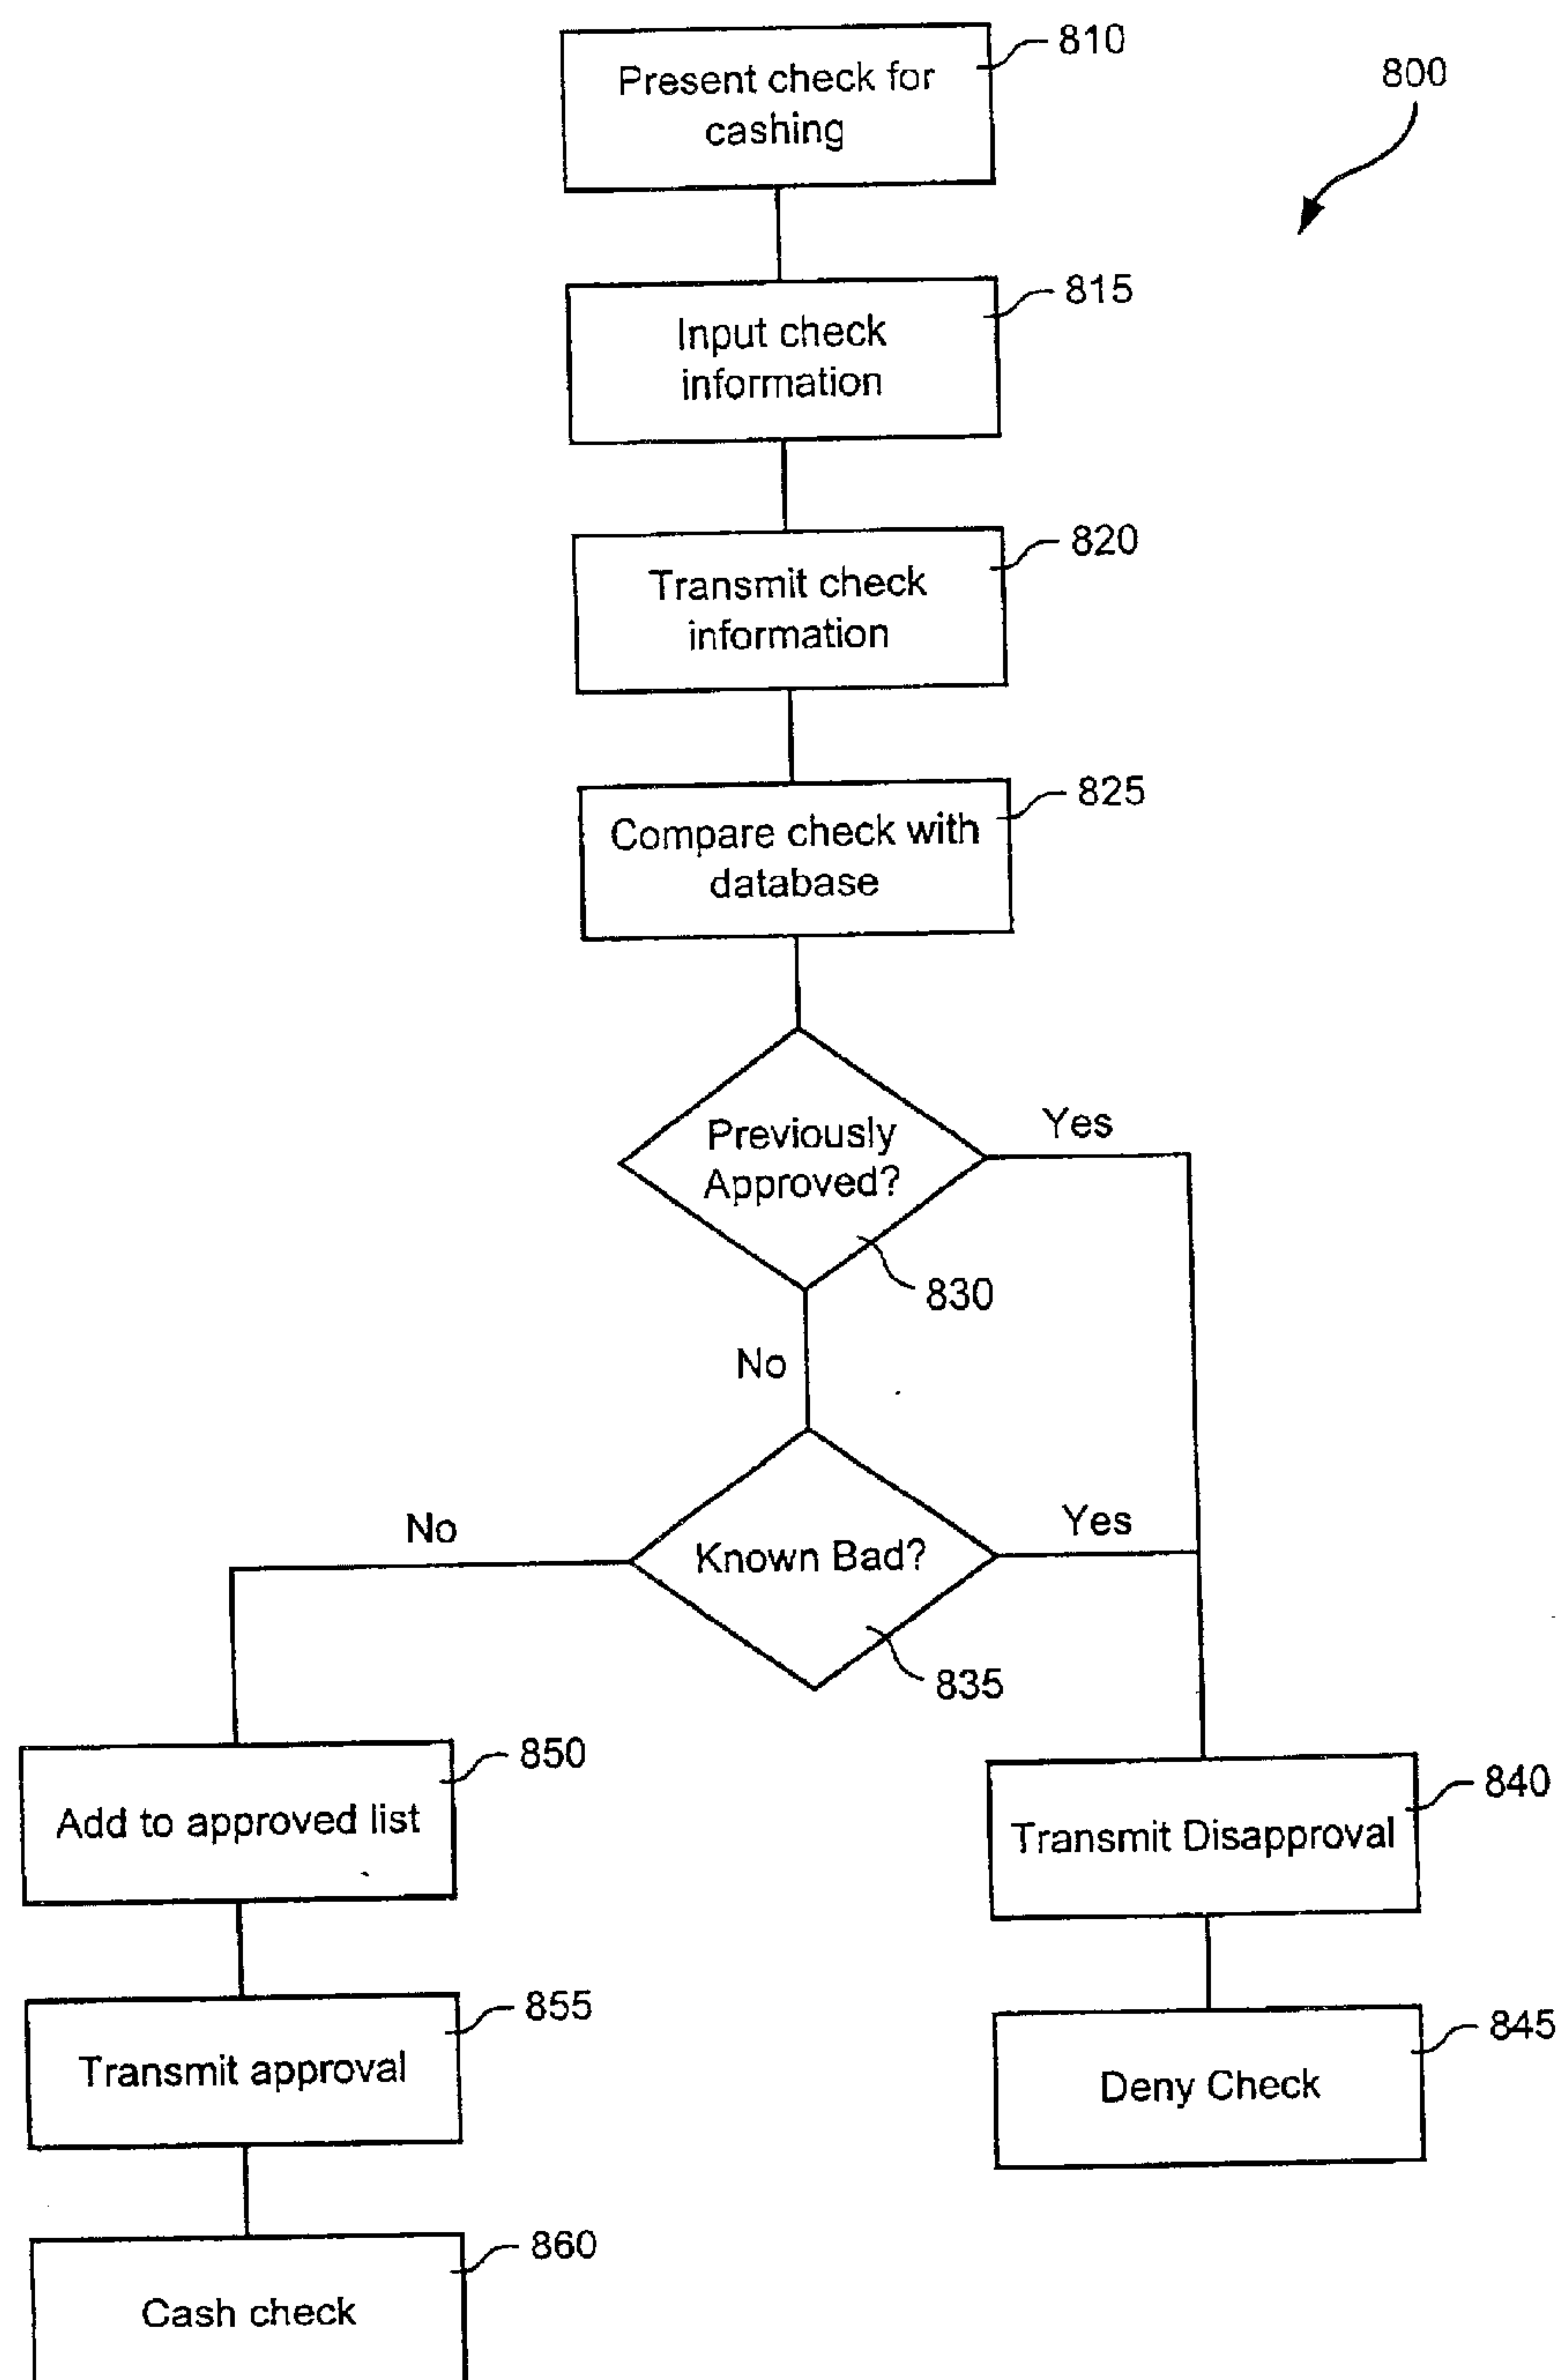 810
Present check for
cashing
800
815
Input check
information
820
Transmit check
information
825
Compare check with
database
Previously
Approved?
Yes
830
No
Known Bad?
Yes
No
835
850
Add to approved list
840
Transmit Disapproval
855
Transmit approval
845
Deny Check
860
Cash check